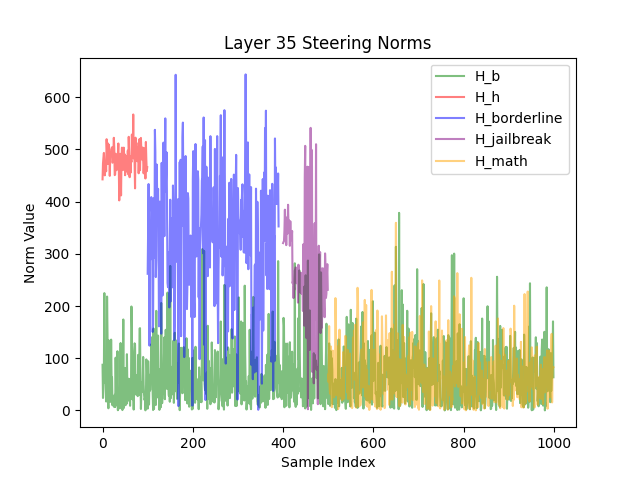 Layer 35 Steering Norms
Norm Value
600
500
400
300
200
100
0
0
200
400
600
800
1000
Sample Index
H_b
H_h
H_borderline
H_jailbreak
H_math